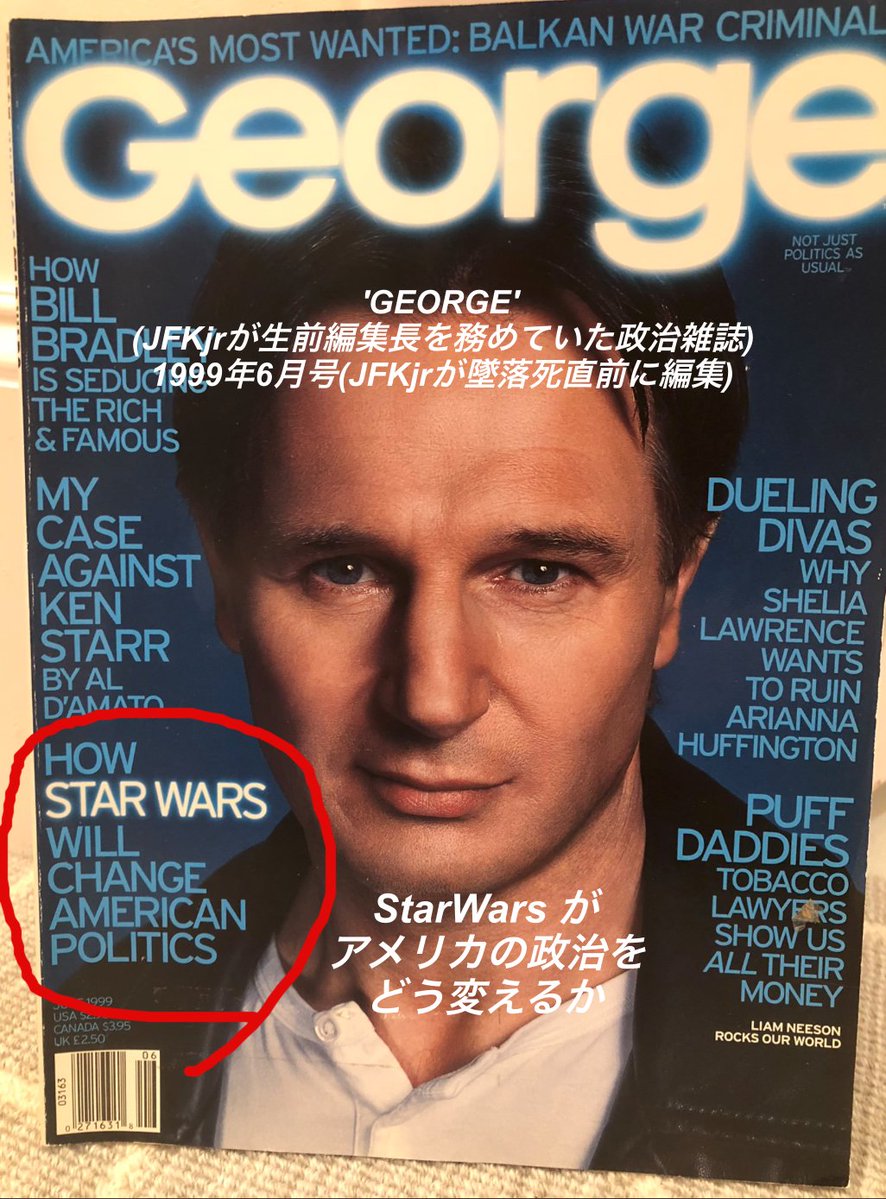 AMERICA'S MOST WANTED: BALKAN WAR CRIMINAL
George
NOT JUST
POLITICS AS
USUAL
HOW
BILL
BRADLEY
IS SEDUCING
THE RICH
& FAMOUS
'GEORGE'
(JFKjrが生前編集長を務めていた政治雑誌)
1999年6月号(JFKjrが墜落死直前に編集)
MY
CASE
AGAINST
KEN
STARR
BY AL
D'AMATO
HOW
STAR WARS
WILL
CHANGE
AMERICAN
POLITICS
DUELING
DIVAS
WHY
SHELIA
LAWRENCE
WANTS
TO RUIN
ARIANNA
HUFFINGTON
PUFF
DADDIES
TOBACCO
LAWYERS
SHOW US
ALL THEIR
MONEY
LIAM NEESON
ROCKS OUR WORLD
StarWars が
アメリカの政治を
どう変えるか
1999
USA
CANADA $3.95
UK £2.50
06
03163
0 271631 8